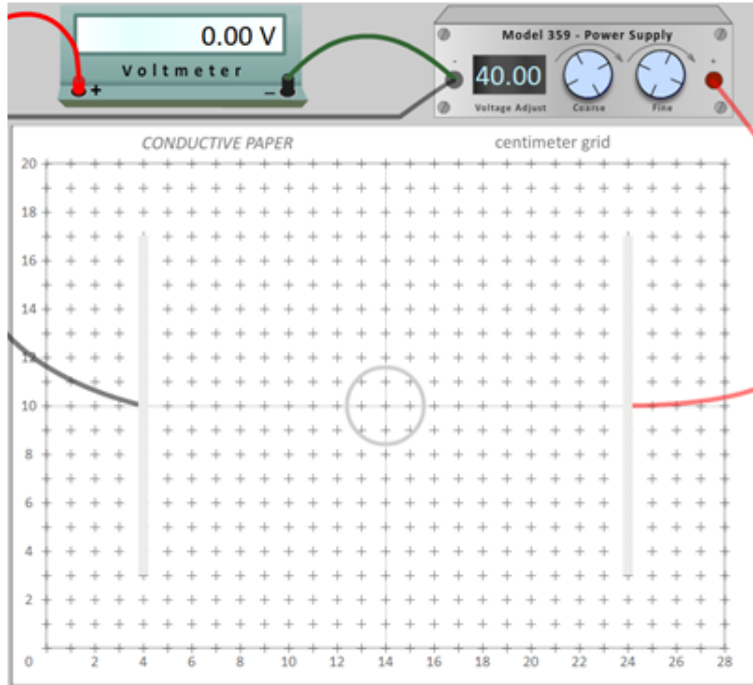 0.00 V
Voltmeter
+ −
Model 359 - Power Supply
- +
40.00
Voltage Adjust Coarse Fine
CONDUCTIVE PAPER centimeter grid
20
18
16
14
12
10
8
6
4
2
0 2 4 6 8 10 12 14 16 18 20 22 24 26 28